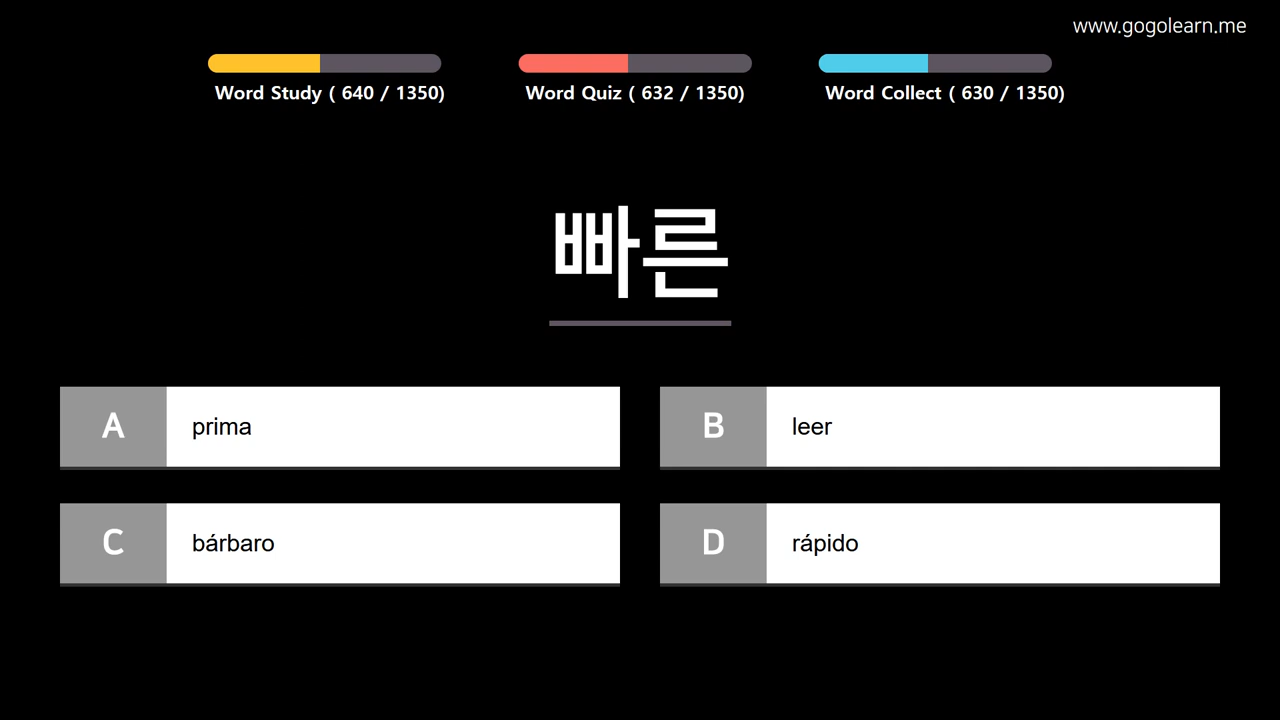 www.gogolearn.me
Word Study ( 640 / 1350)
Word Quiz ( 632 / 1350)
Word Collect ( 630 / 1350)
빠른
A prima
B leer
C bárbaro
D rápido